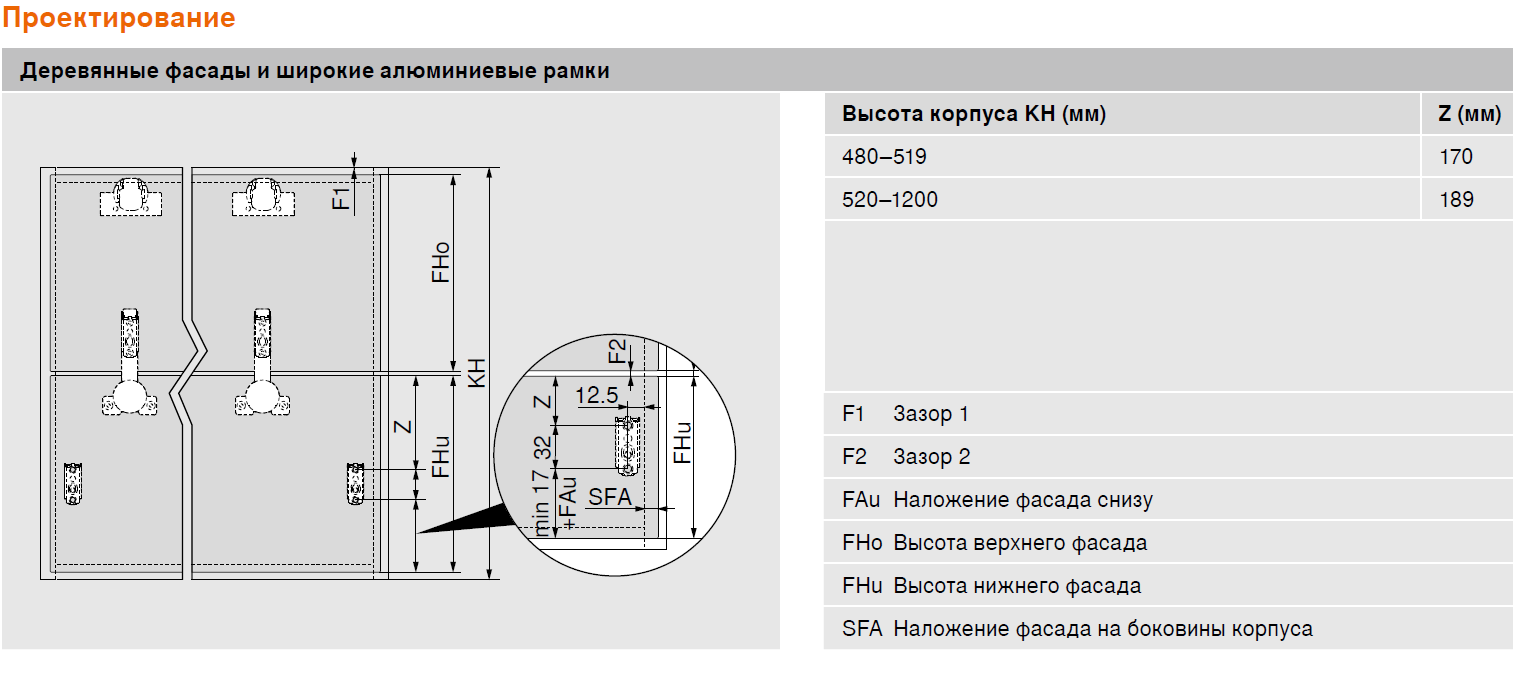 Проектирование
Деревянные фасады и широкие алюминиевые рамки
Высота корпуса KH (мм) Z (мм)
480–519 170
520–1200 189
F1
FHo
KH
Z
FHu
F2
12.5
Z
32
min 17
+FAu
SFA
FHu
F1 Зазор 1
F2 Зазор 2
FAu Наложение фасада снизу
FHo Высота верхнего фасада
FHu Высота нижнего фасада
SFA Наложение фасада на боковины корпуса